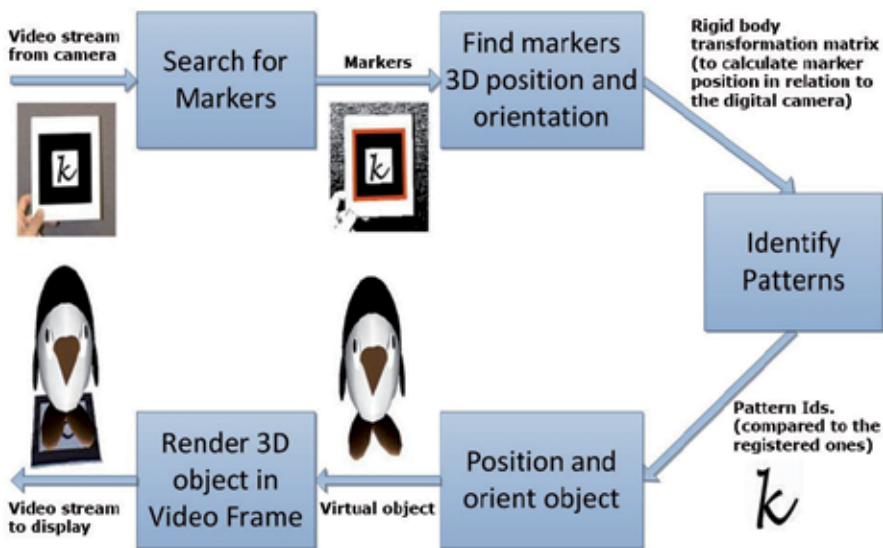 Video stream
from camera
Search for
Markers
Markers
Find markers
3D position and
orientation
Rigid body
transformation matrix
(to calculate marker
position in relation to
the digital camera)
k
k
Identify
Patterns
Pattern Ids.
(compared to the
registered ones)
k
Position and
orient object
Virtual object
Render 3D
object in
Video Frame
Video stream
to display